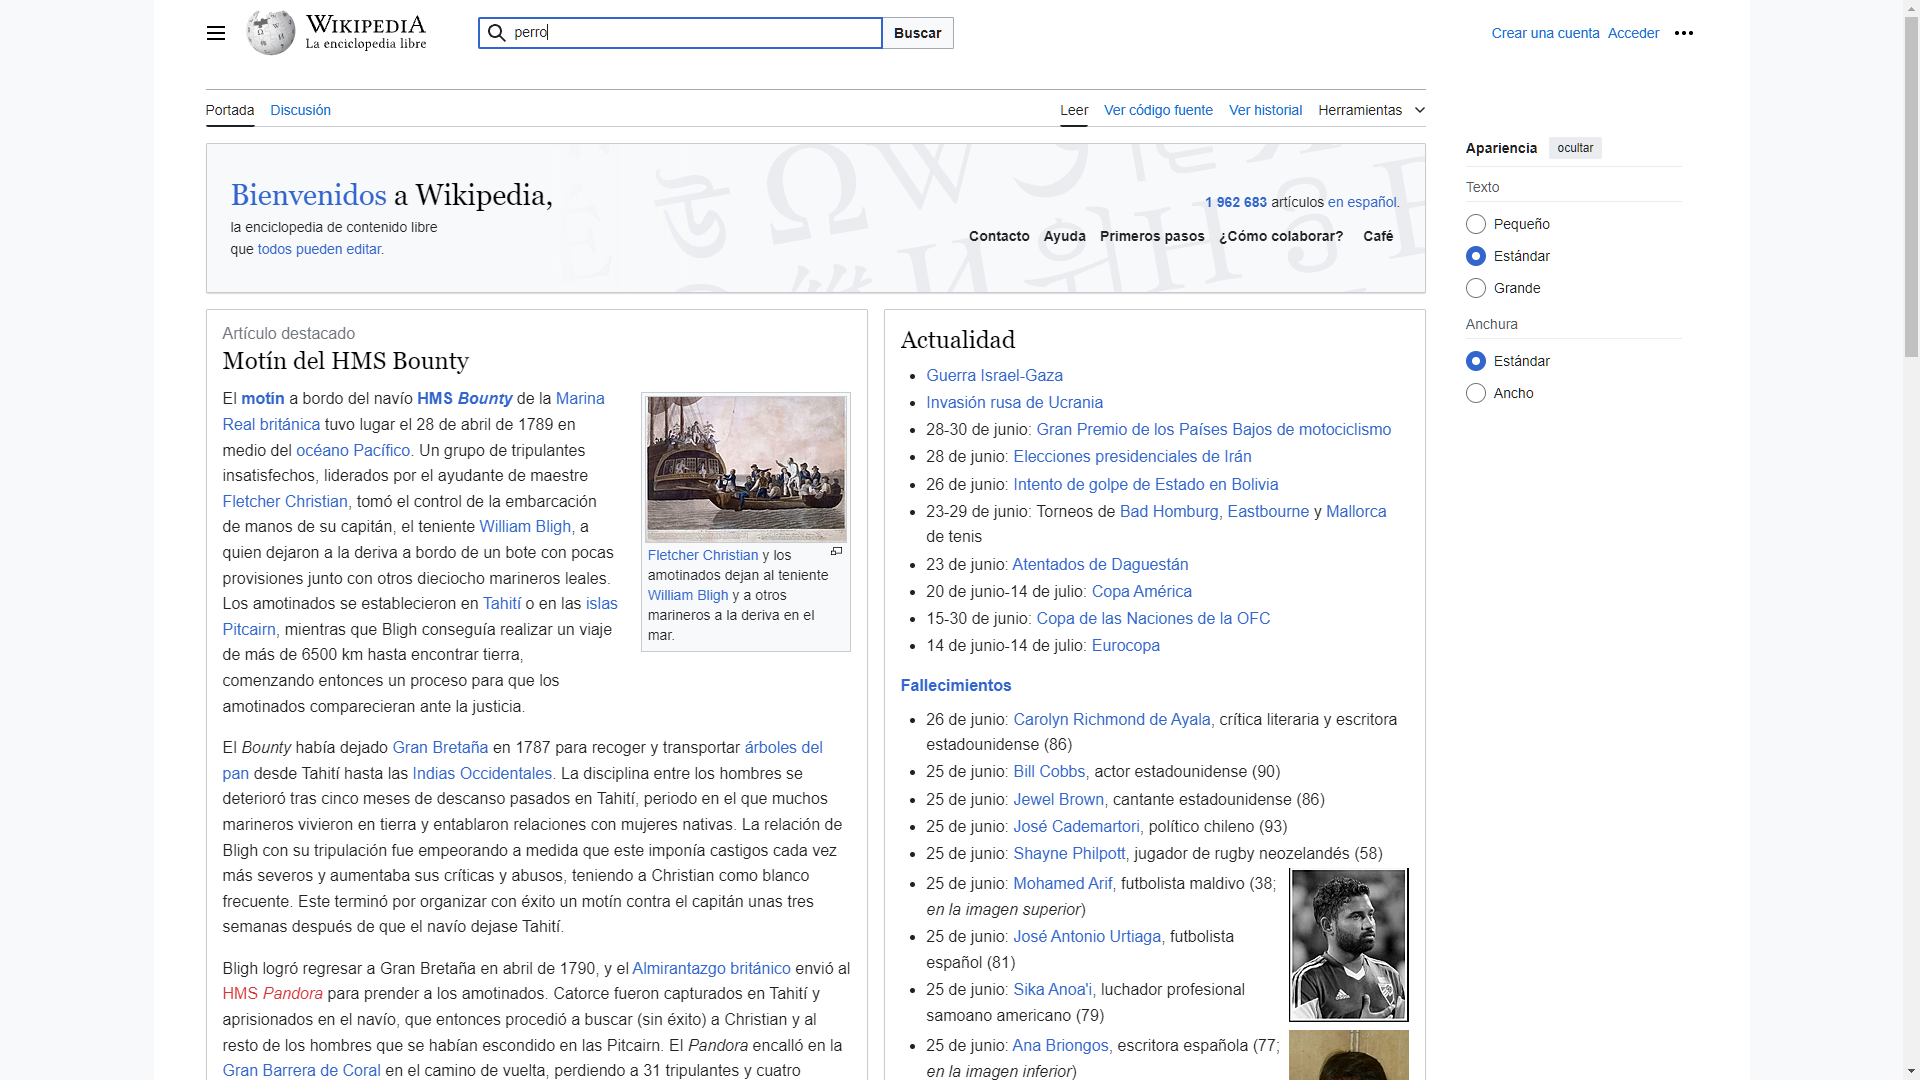 WIKIPEDIA
La enciclopedia libre
perro
Buscar
Crear una cuenta
Acceder
Portada
Discusión
Leer
Ver código fuente
Ver historial
Herramientas
Bienvenidos a Wikipedia,
la enciclopedia de contenido libre
que todos pueden editar.
1 962 683 artículos en español.
Contacto
Ayuda
Primeros pasos
¿Cómo colaborar?
Café
Artículo destacado
Motín del HMS Bounty
El motín a bordo del navío HMS Bounty de la Marina
Real británica tuvo lugar el 28 de abril de 1789 en
medio del océano Pacífico. Un grupo de tripulantes
insatisfechos, liderados por el ayudante de maestre
Fletcher Christian, tomó el control de la embarcación
de manos de su capitán, el teniente William Bligh, a
quien dejaron a la deriva a bordo de un bote con pocas
provisiones junto con otros dieciocho marineros leales.
Los amotinados se establecieron en Tahití o en las islas
Pitcairn, mientras que Bligh conseguía realizar un viaje
de más de 6500 km hasta encontrar tierra,
comenzando entonces un proceso para que los
amotinados comparecieran ante la justicia.
Fletcher Christian y los
amotinados dejan al teniente
William Bligh y a otros
marineros a la deriva en el
mar.
El Bounty había dejado Gran Bretaña en 1787 para recoger y transportar árboles del
pan desde Tahití hasta las Indias Occidentales. La disciplina entre los hombres se
deterioró tras cinco meses de descanso pasados en Tahití, periodo en el que muchos
marineros vivieron en tierra y entablaron relaciones con mujeres nativas. La relación de
Bligh con su tripulación fue empeorando a medida que este imponía castigos cada vez
más severos y aumentaba sus críticas y abusos, teniendo a Christian como blanco
frecuente. Este terminó por organizar con éxito un motín contra el capitán unas tres
semanas después de que el navío dejase Tahití.
Bligh logró regresar a Gran Bretaña en abril de 1790, y el Almirantazgo británico envió al
HMS Pandora para prender a los amotinados. Catorce fueron capturados en Tahití y
aprisionados en el navío, que entonces procedió a buscar (sin éxito) a Christian y al
resto de los hombres que se habían escondido en las Pitcairn. El Pandora encalló en la
Gran Barrera de Coral en el camino de vuelta, perdiendo a 31 tripulantes y cuatro
Actualidad
Guerra Israel-Gaza
Invasión rusa de Ucrania
28-30 de junio: Gran Premio de los Países Bajos de motociclismo
28 de junio: Elecciones presidenciales de Irán
26 de junio: Intento de golpe de Estado en Bolivia
23-29 de junio: Torneos de Bad Homburg, Eastbourne y Mallorca
de tenis
23 de junio: Atentados de Daguestán
20 de junio-14 de julio: Copa América
15-30 de junio: Copa de las Naciones de la OFC
14 de junio-14 de julio: Eurocopa
Fallecimientos
26 de junio: Carolyn Richmond de Ayala, crítica literaria y escritora
estadounidense (86)
25 de junio: Bill Cobbs, actor estadounidense (90)
25 de junio: Jewel Brown, cantante estadounidense (86)
25 de junio: José Cademartori, político chileno (93)
25 de junio: Shayne Philpott, jugador de rugby neozelandés (58)
25 de junio: Mohamed Arif, futbolista maldivo (38;
en la imagen superior)
25 de junio: José Antonio Urtiaga, futbolista
español (81)
25 de junio: Sika Anoa'i, luchador profesional
samoano americano (79)
25 de junio: Ana Briongos, escritora española (77;
en la imagen inferior)
Apariencia
ocultar
Texto
Pequeño
Estándar
Grande
Anchura
Estándar
Ancho